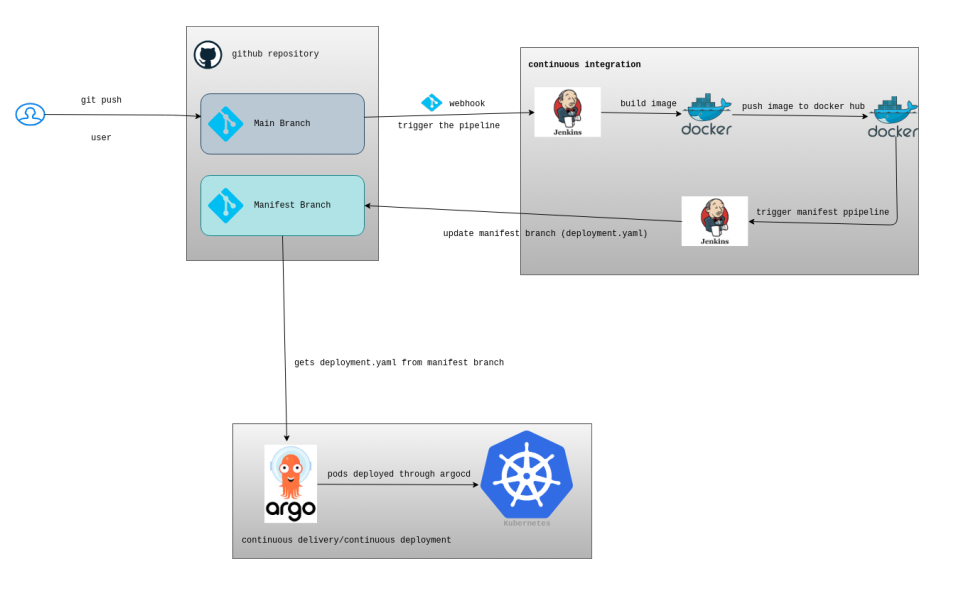 github repository
continuous integration
git push
user
Main Branch
webhook
trigger the pipeline
Jenkins
build image
docker
push image to docker hub
docker
Manifest Branch
update manifest branch (deployment.yaml)
Jenkins
trigger manifest ppipeline
gets deployment.yaml from manifest branch
argo
pods deployed through argocd
Kubernetes
continuous delivery/continuous deployment